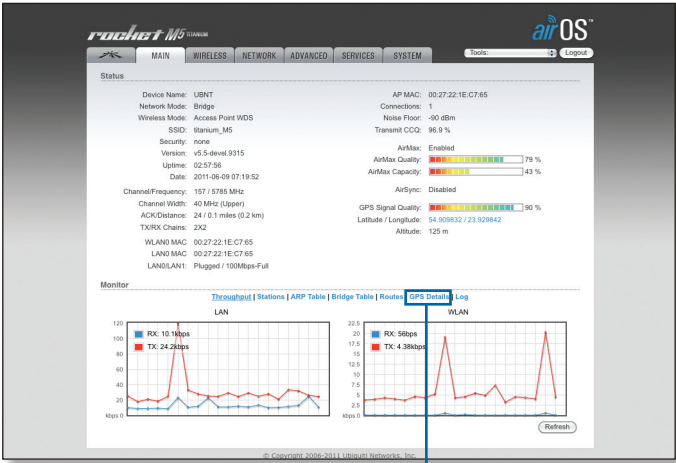 rocket M5 TITANIUM
airOS™
MAIN WIRELESS NETWORK ADVANCED SERVICES SYSTEM Tools: Logout
Status
Device Name: UBNT
Network Mode: Bridge
Wireless Mode: Access Point WDS
SSID: titanium_M5
Security: none
Version: v5.5-devel.9315
Uptime: 02:57:56
Date: 2011-06-09 07:19:52
Channel/Frequency: 157 / 5785 MHz
Channel Width: 40 MHz (Upper)
ACK/Distance: 24 / 0.1 miles (0.2 km)
TX/RX Chains: 2X2
WLAN0 MAC 00:27:22:1E:C7:65
LAN0 MAC 00:27:22:1E:C7:65
LAN0/LAN1: Plugged / 100Mbps-Full
AP MAC: 00:27:22:1E:C7:65
Connections: 1
Noise Floor: -90 dBm
Transmit CCQ: 96.9 %
AirMax: Enabled
AirMax Quality: 79 %
AirMax Capacity: 43 %
AirSync: Disabled
GPS Signal Quality: 90 %
Latitude / Longitude: 54.909832 / 23.929842
Altitude: 125 m
Monitor
Throughput | Stations | ARP Table | Bridge Table | Routes | GPS Details | Log
LAN
RX: 10.1kbps
TX: 24.2kbps
120
100
80
60
40
20
kbps 0
WLAN
RX: 56bps
TX: 4.38kbps
22.5
20
17.5
15
12.5
10
7.5
5
2.5
kbps 0
Refresh
© Copyright 2006-2011 Ubiquiti Networks, Inc.